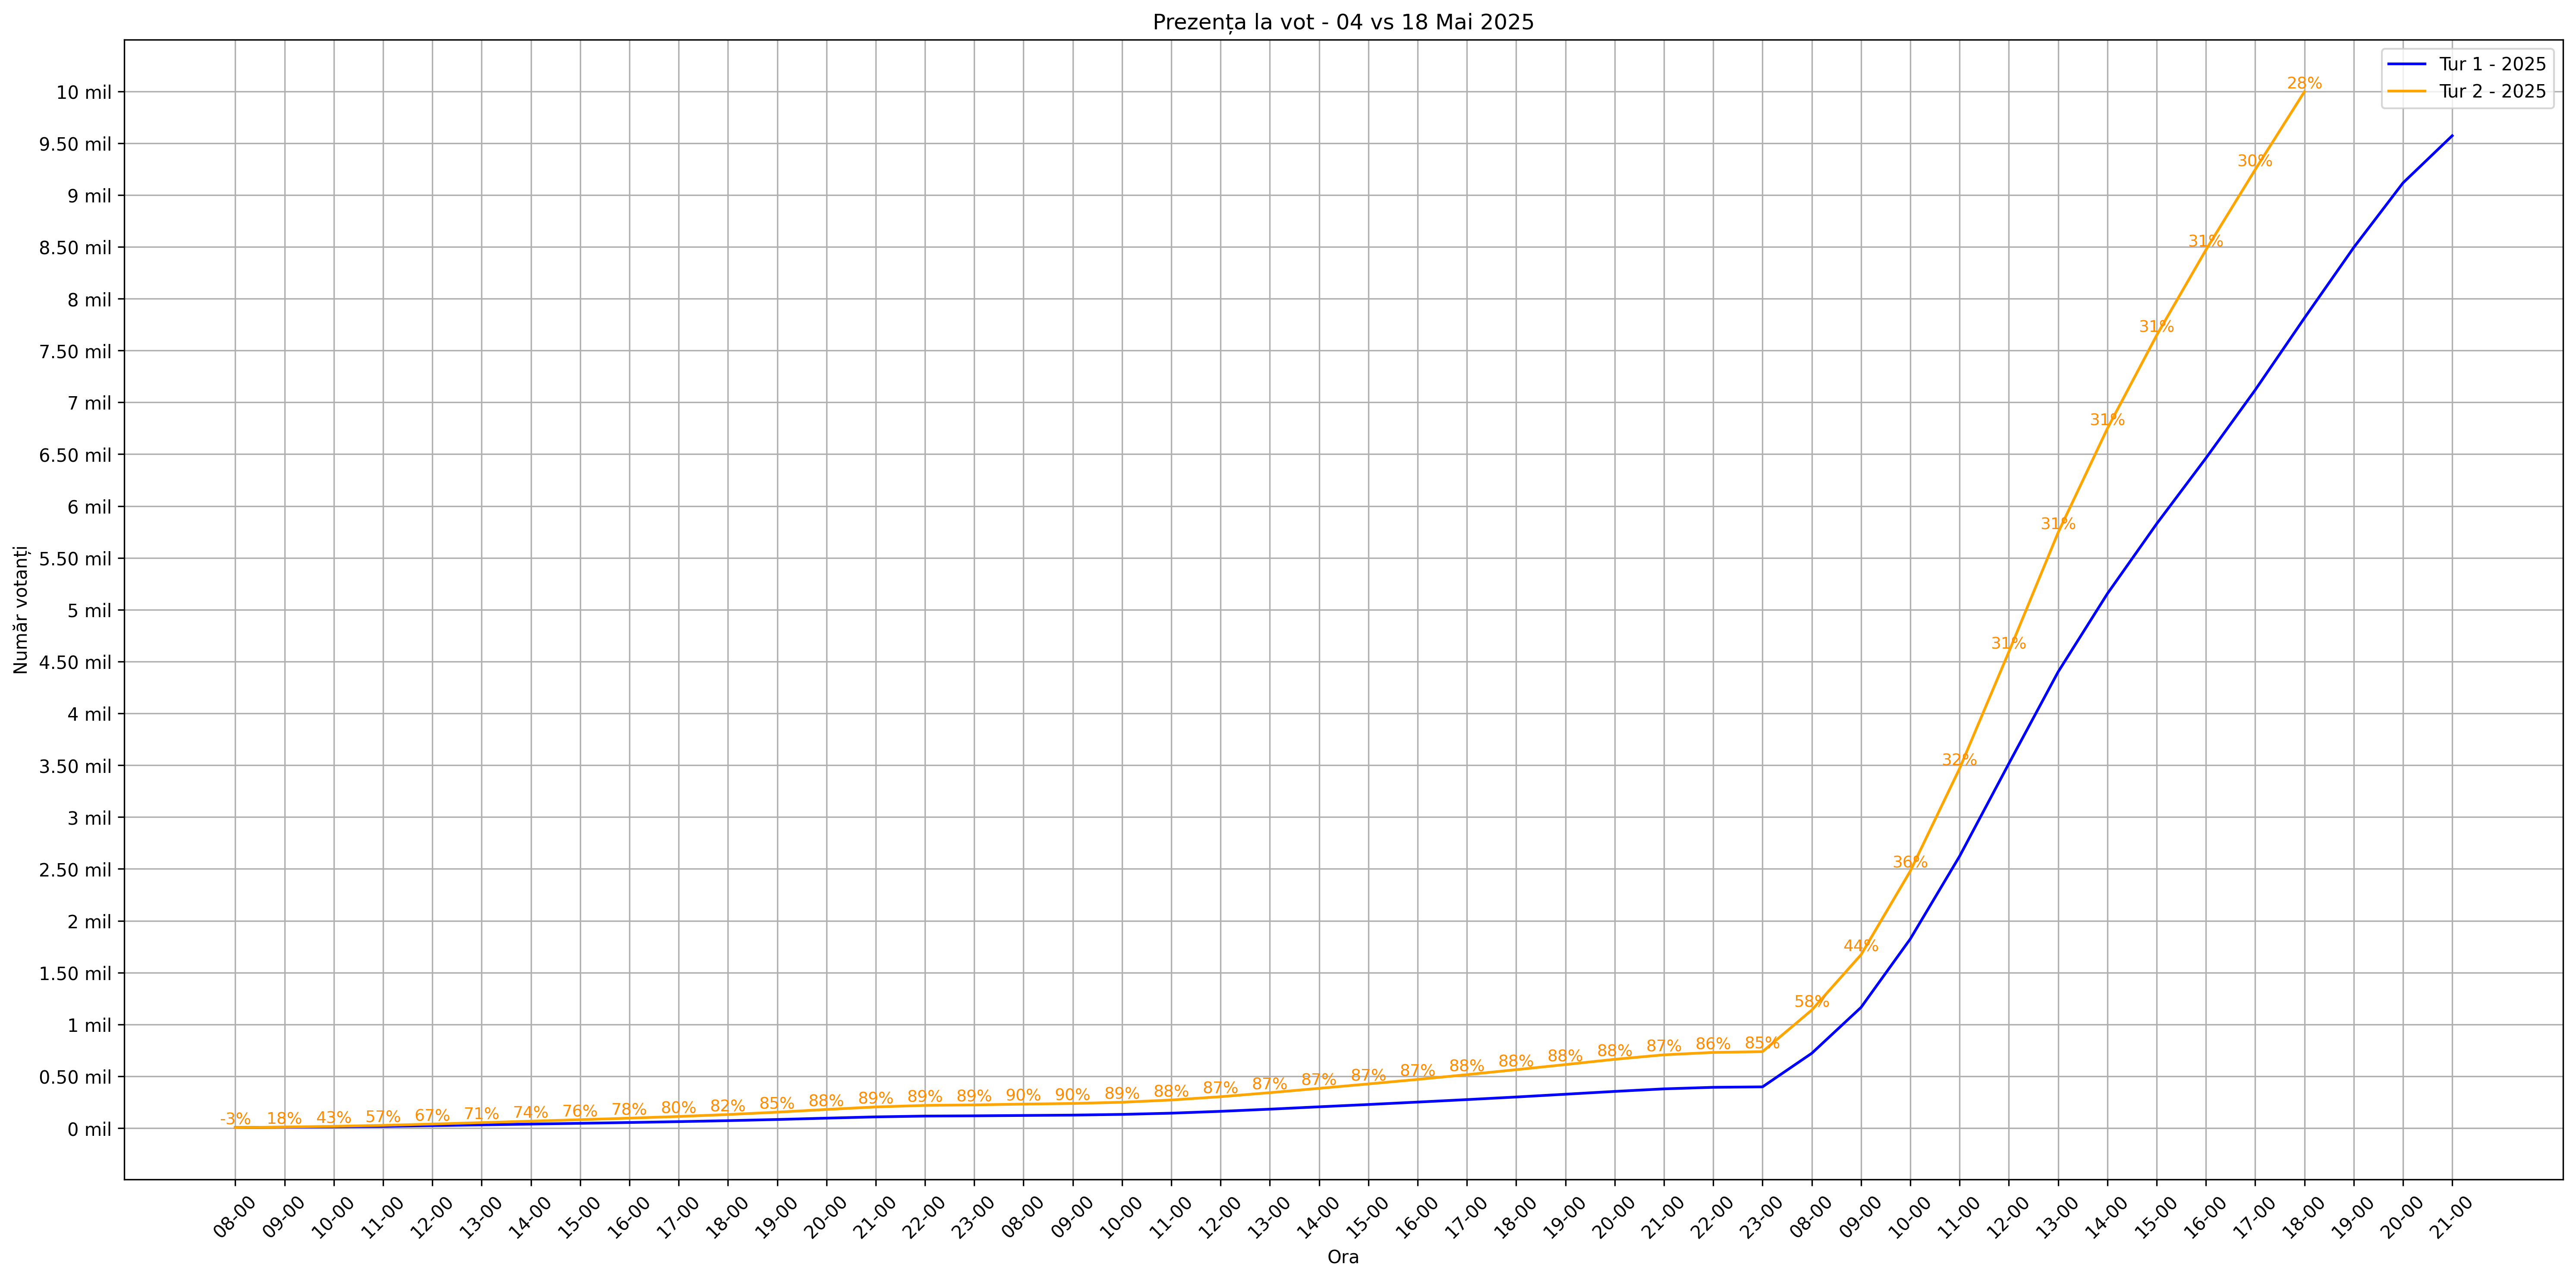 Prezența la vot - 04 vs 18 Mai 2025
Tur 1 - 2025
Tur 2 - 2025
Număr votanți
10 mil
9.50 mil
9 mil
8.50 mil
8 mil
7.50 mil
7 mil
6.50 mil
6 mil
5.50 mil
5 mil
4.50 mil
4 mil
3.50 mil
3 mil
2.50 mil
2 mil
1.50 mil
1 mil
0.50 mil
0 mil
-3% 18% 43% 57% 67% 71% 74% 76% 78% 80% 82% 85% 88% 89% 89% 89% 90% 90% 89% 88% 87% 87% 87% 87% 87% 88% 88% 88% 88% 87% 86% 85% 58% 44% 36% 32% 31% 31% 31% 31% 31% 30% 28%
08-00 09-00 10-00 11-00 12-00 13-00 14-00 15-00 16-00 17-00 18-00 19-00 20-00 21-00 22-00 23-00 08-00 09-00 10-00 11-00 12-00 13-00 14-00 15-00 16-00 17-00 18-00 19-00 20-00 21-00 22-00 23-00 08-00 09-00 10-00 11-00 12-00 13-00 14-00 15-00 16-00 17-00 18-00 19-00 20-00 21-00
Ora